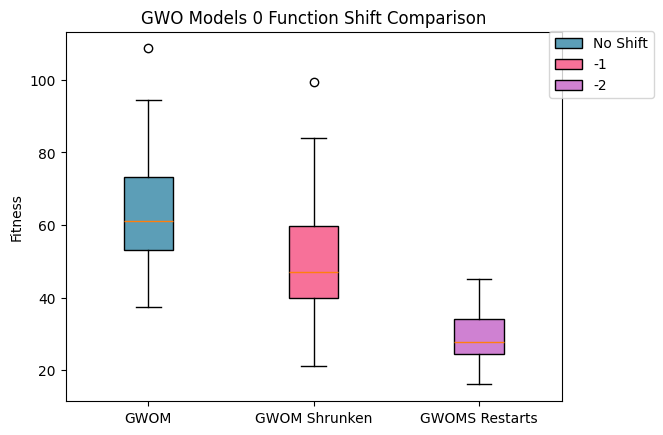 GWO Models 0 Function Shift Comparison
No Shift
-1
-2
Fitness
100
80
60
40
20
GWOM
GWOM Shrunken
GWOMS Restarts